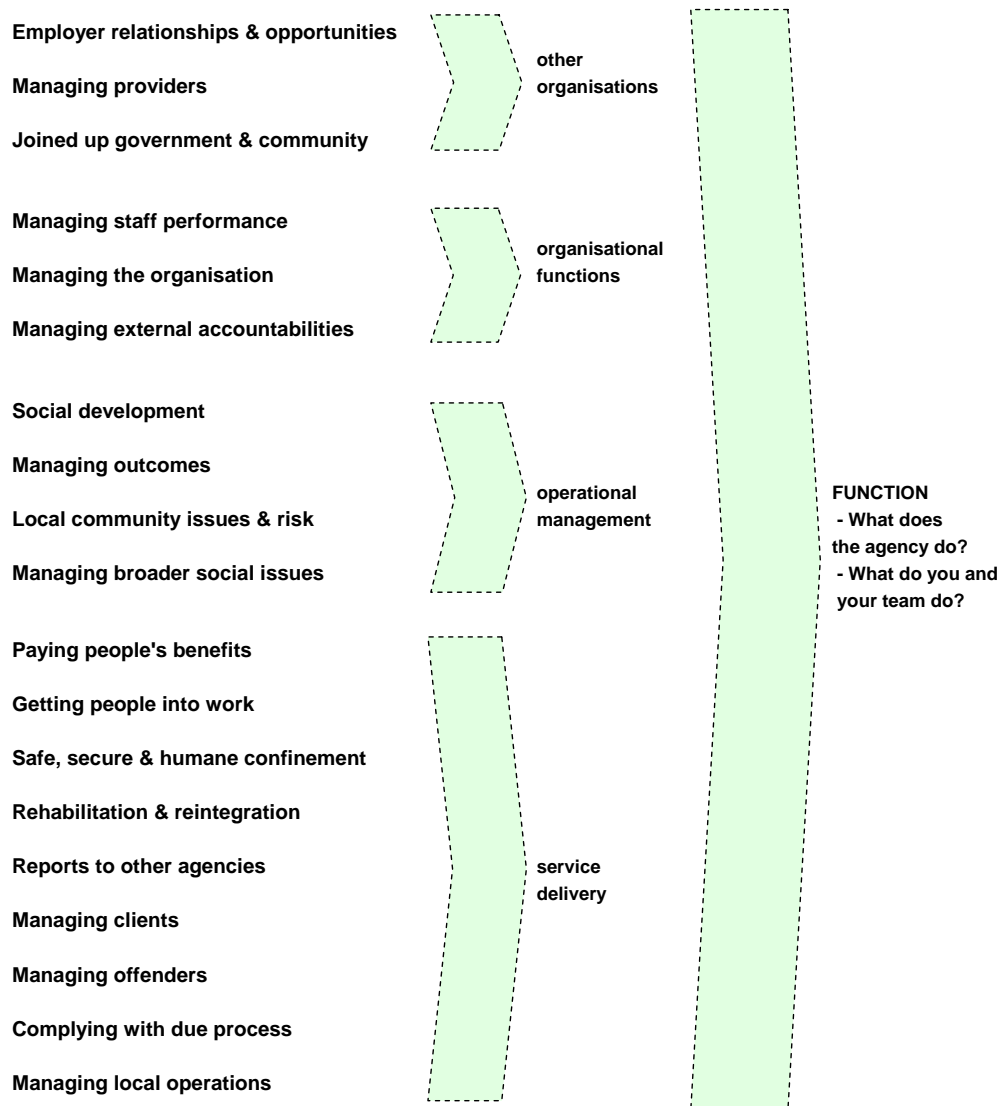 Employer relationships & opportunities
Managing providers
Joined up government & community
other
organisations
Managing staff performance
Managing the organisation
Managing external accountabilities
organisational
functions
Social development
Managing outcomes
Local community issues & risk
Managing broader social issues
operational
management
Paying people's benefits
Getting people into work
Safe, secure & humane confinement
Rehabilitation & reintegration
Reports to other agencies
Managing clients
Managing offenders
Complying with due process
Managing local operations
service
delivery
FUNCTION
- What does
the agency do?
- What do you and
your team do?